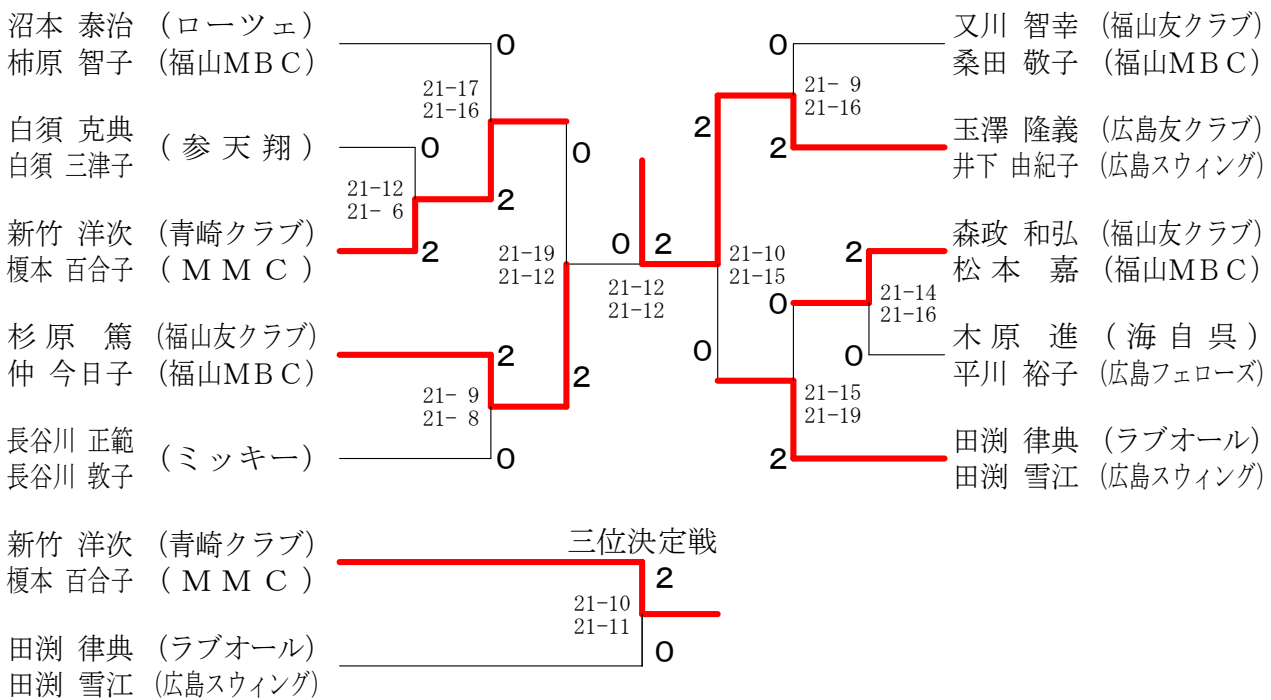 沼本 泰治 (ローツェ)
柿原 智子 (福山MBC)
0
21-17
21-16
白須 克典
白須 三津子
(参天翔)
0
21-12
21- 6
2
新竹 洋次 (青崎クラブ)
榎本 百合子 (MMC)
2
0
21-19
21-12
杉原 篤 (福山友クラブ)
仲 今日子 (福山MBC)
2
21- 9
21- 8
2
長谷川 正範
長谷川 敦子
(ミッキー)
0
0 2
21-12
21-12
又川 智幸 (福山友クラブ)
桑田 敬子 (福山MBC)
0
21- 9
21-16
玉澤 隆義 (広島友クラブ)
井下 由紀子 (広島スウィング)
2
2
21-10
21-15
0
森政 和弘 (福山友クラブ)
松本 嘉 (福山MBC)
2
21-14
21-16
0
木原 進 (海自呉)
平川 裕子 (広島フェローズ)
0
21-15
21-19
田渕 律典 (ラブオール)
田渕 雪江 (広島スウィング)
2
三位決定戦
新竹 洋次 (青崎クラブ)
榎本 百合子 (MMC)
2
21-10
21-11
田渕 律典 (ラブオール)
田渕 雪江 (広島スウィング)
0